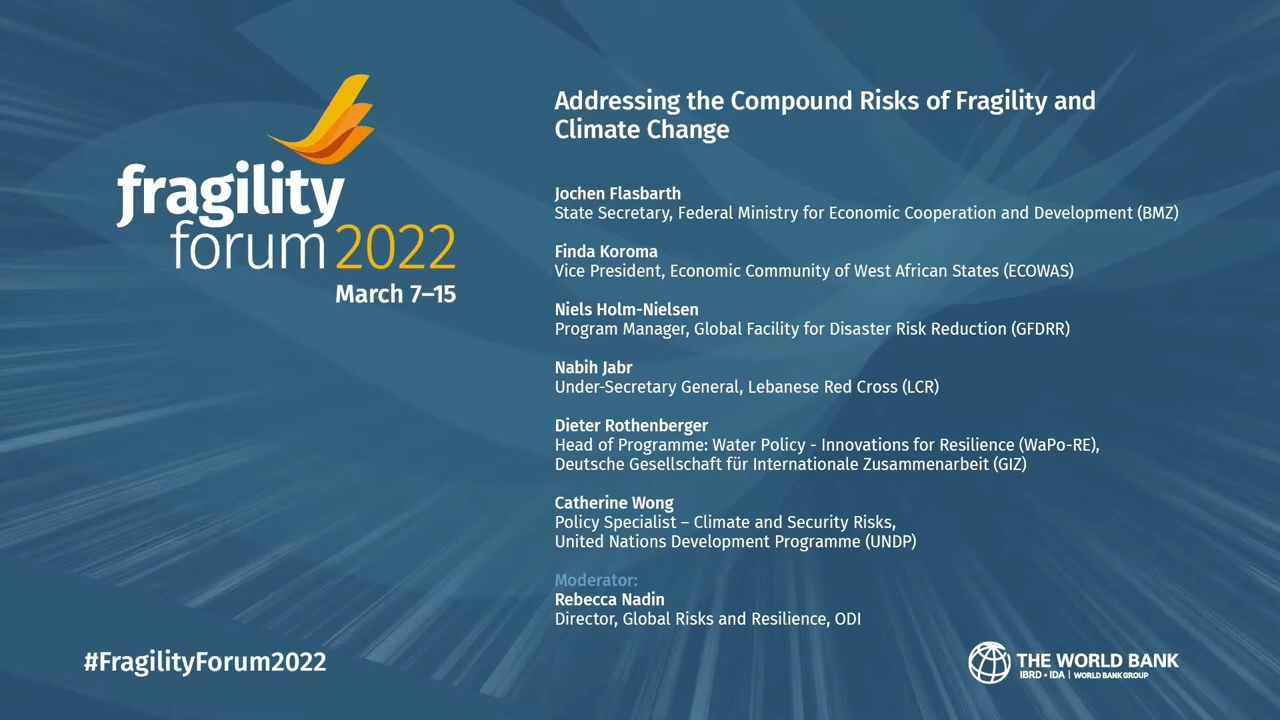 fragility
forum 2022
March 7–15
Addressing the Compound Risks of Fragility and
Climate Change
Jochen Flasbarth
State Secretary, Federal Ministry for Economic Cooperation and Development (BMZ)
Finda Koroma
Vice President, Economic Community of West African States (ECOWAS)
Niels Holm-Nielsen
Program Manager, Global Facility for Disaster Risk Reduction (GFDRR)
Nabih Jabr
Under-Secretary General, Lebanese Red Cross (LCR)
Dieter Rothenberger
Head of Programme: Water Policy - Innovations for Resilience (WaPo-RE),
Deutsche Gesellschaft für Internationale Zusammenarbeit (GIZ)
Catherine Wong
Policy Specialist – Climate and Security Risks,
United Nations Development Programme (UNDP)
Moderator:
Rebecca Nadin
Director, Global Risks and Resilience, ODI
#FragilityForum2022
THE WORLD BANK
IBRD • IDA | WORLD BANK GROUP